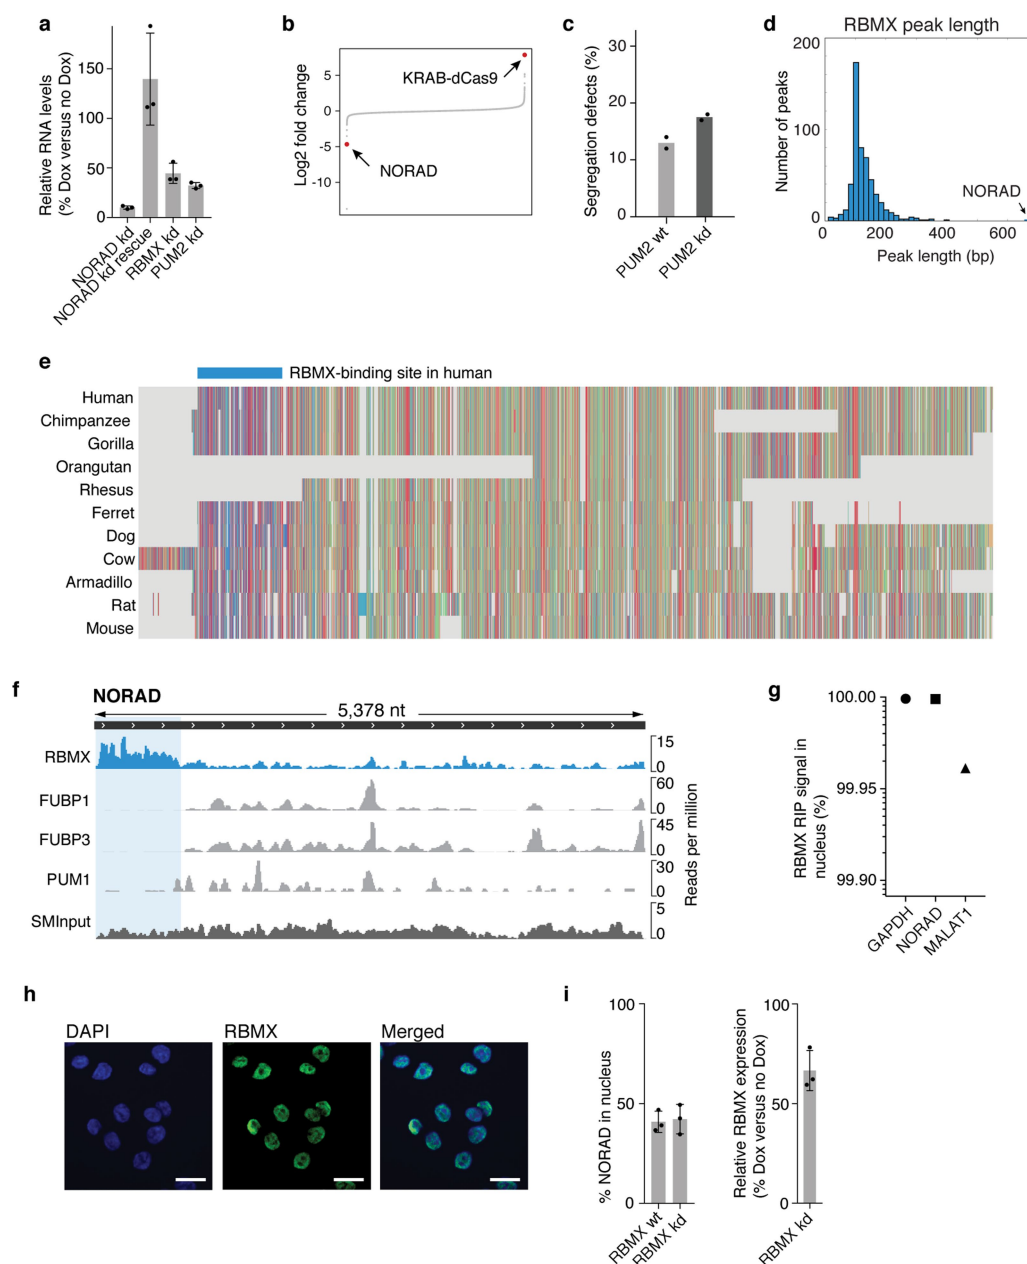 a
Relative RNA levels
(% Dox versus no Dox)
150
100
50
0
NORAD kd
NORAD kd rescue
RBMX kd
PUM2 kd
b
Log2 fold change
5
0
-5
-10
KRAB-dCas9
NORAD
c
Segregation defects (%)
30
20
10
0
PUM2 wt
PUM2 kd
d
RBMX peak length
Number of peaks
200
100
0
NORAD
0
200
400
600
Peak length (bp)
e
RBMX-binding site in human
Human
Chimpanzee
Gorilla
Orangutan
Rhesus
Ferret
Dog
Cow
Armadillo
Rat
Mouse
f
NORAD
5,378 nt
RBMX
15
0
FUBP1
60
0
FUBP3
45
0
PUM1
30
0
SMInput
5
0
Reads per million
g
RBMX RIP signal in
nucleus (%)
100.00
99.95
99.90
GAPDH
NORAD
MALAT1
h
DAPI
RBMX
Merged
i
% NORAD in nucleus
100
50
0
RBMX wt
RBMX kd
Relative RBMX expression
(% Dox versus no Dox)
100
50
0
RBMX kd